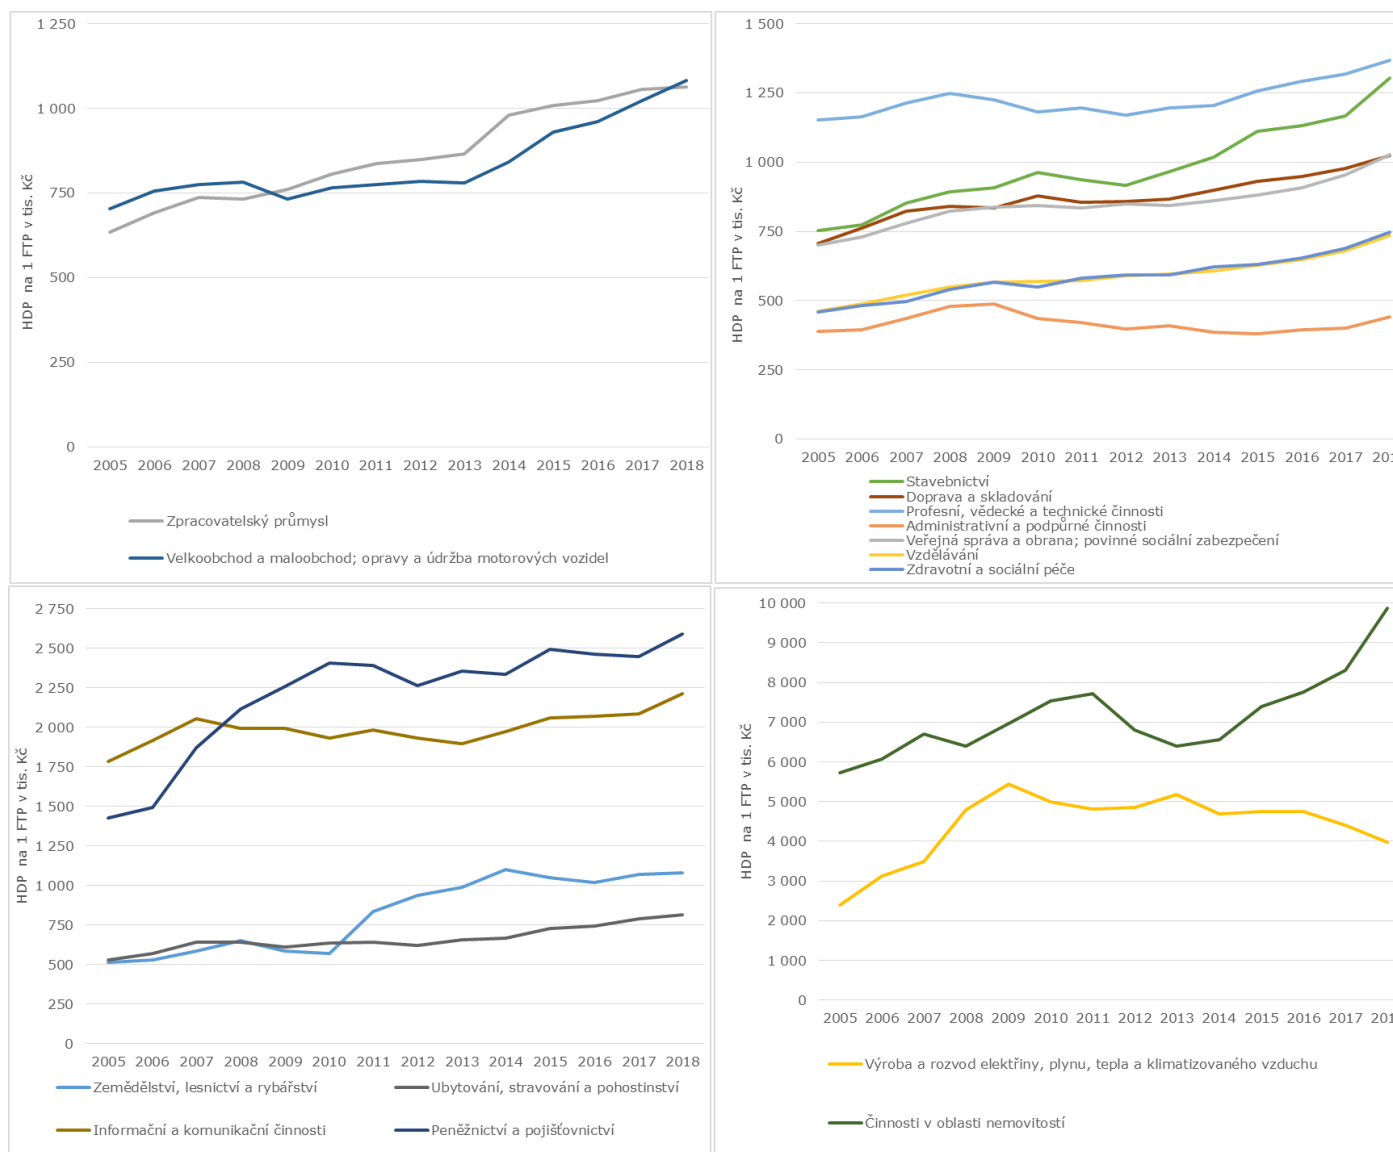 1 250
1 000
750
500
250
0
HDP na 1 FTP v tis. Kč
2005 2006 2007 2008 2009 2010 2011 2012 2013 2014 2015 2016 2017 2018
Zpracovatelský průmysl
Velkoobchod a maloobchod; opravy a údržba motorových vozidel
1 500
1 250
1 000
750
500
250
0
HDP na 1 FTP v tis. Kč
2005 2006 2007 2008 2009 2010 2011 2012 2013 2014 2015 2016 2017 201
Stavebnictví
Doprava a skladování
Profesní, vědecké a technické činnosti
Administrativní a podpůrné činnosti
Veřejná správa a obrana; povinné sociální zabezpečení
Vzdělávání
Zdravotní a sociální péče
2 750
2 500
2 250
2 000
1 750
1 500
1 250
1 000
750
500
250
0
HDP na 1 FTP v tis. Kč
2005 2006 2007 2008 2009 2010 2011 2012 2013 2014 2015 2016 2017 2018
Zemědělství, lesnictví a rybářství
Ubytování, stravování a pohostinství
Informační a komunikační činnosti
Peněžnictví a pojišťovnictví
10 000
9 000
8 000
7 000
6 000
5 000
4 000
3 000
2 000
1 000
0
HDP na 1 FTP v tis. Kč
2005 2006 2007 2008 2009 2010 2011 2012 2013 2014 2015 2016 2017 201
Výroba a rozvod elektřiny, plynu, tepla a klimatizovaného vzduchu
Činnosti v oblasti nemovitostí